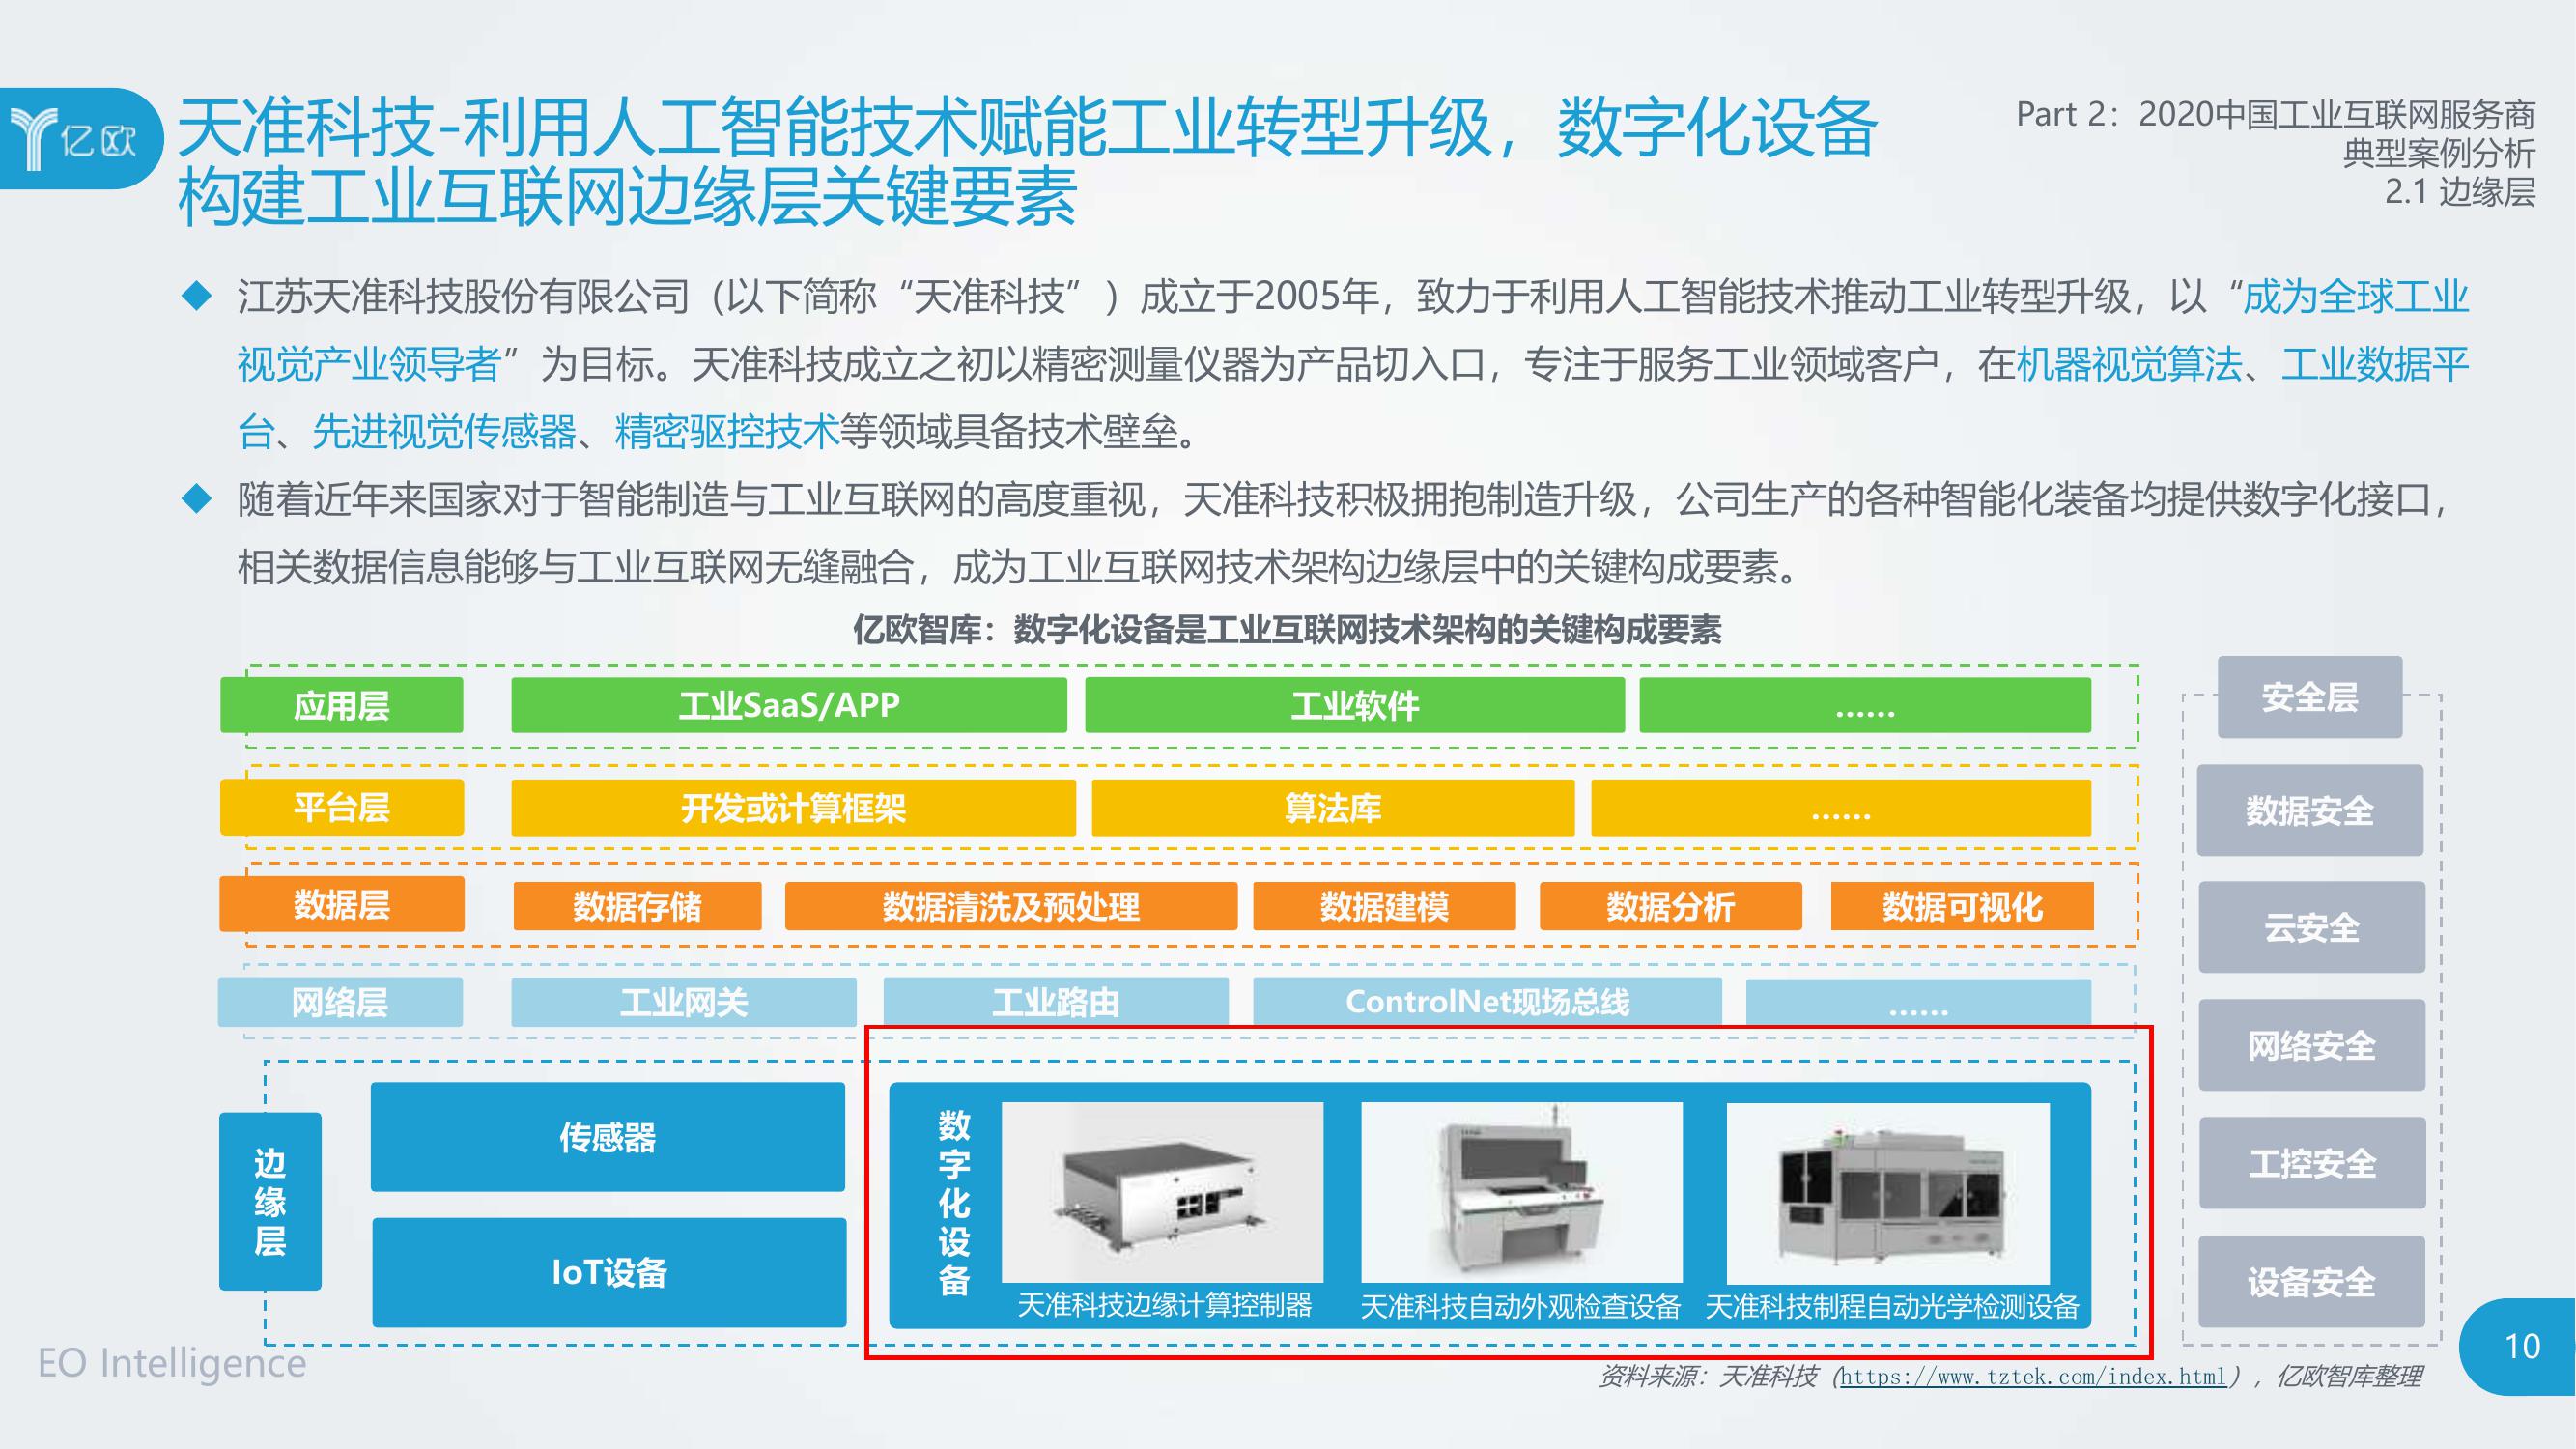 亿欧
天准科技-利用人工智能技术赋能工业转型升级，数字化设备
构建工业互联网边缘层关键要素
Part 2：2020中国工业互联网服务商
典型案例分析
2.1 边缘层
江苏天准科技股份有限公司（以下简称“天准科技”）成立于2005年，致力于利用人工智能技术推动工业转型升级，以“成为全球工业
视觉产业领导者”为目标。天准科技成立之初以精密测量仪器为产品切入口，专注于服务工业领域客户，在机器视觉算法、工业数据平
台、先进视觉传感器、精密驱控技术等领域具备技术壁垒。
随着近年来国家对于智能制造与工业互联网的高度重视，天准科技积极拥抱制造升级，公司生产的各种智能化装备均提供数字化接口，
相关数据信息能够与工业互联网无缝融合，成为工业互联网技术架构边缘层中的关键构成要素。
亿欧智库：数字化设备是工业互联网技术架构的关键构成要素
应用层
工业SaaS/APP
工业软件
……
平台层
开发或计算框架
算法库
……
数据层
数据存储
数据清洗及预处理
数据建模
数据分析
数据可视化
网络层
工业网关
工业路由
ControlNet现场总线
……
边缘层
传感器
IoT设备
数字化设备
天准科技边缘计算控制器
天准科技自动外观检查设备
天准科技制程自动光学检测设备
安全层
数据安全
云安全
网络安全
工控安全
设备安全
EO Intelligence
资料来源：天准科技（https://www.tztek.com/index.html），亿欧智库整理
10